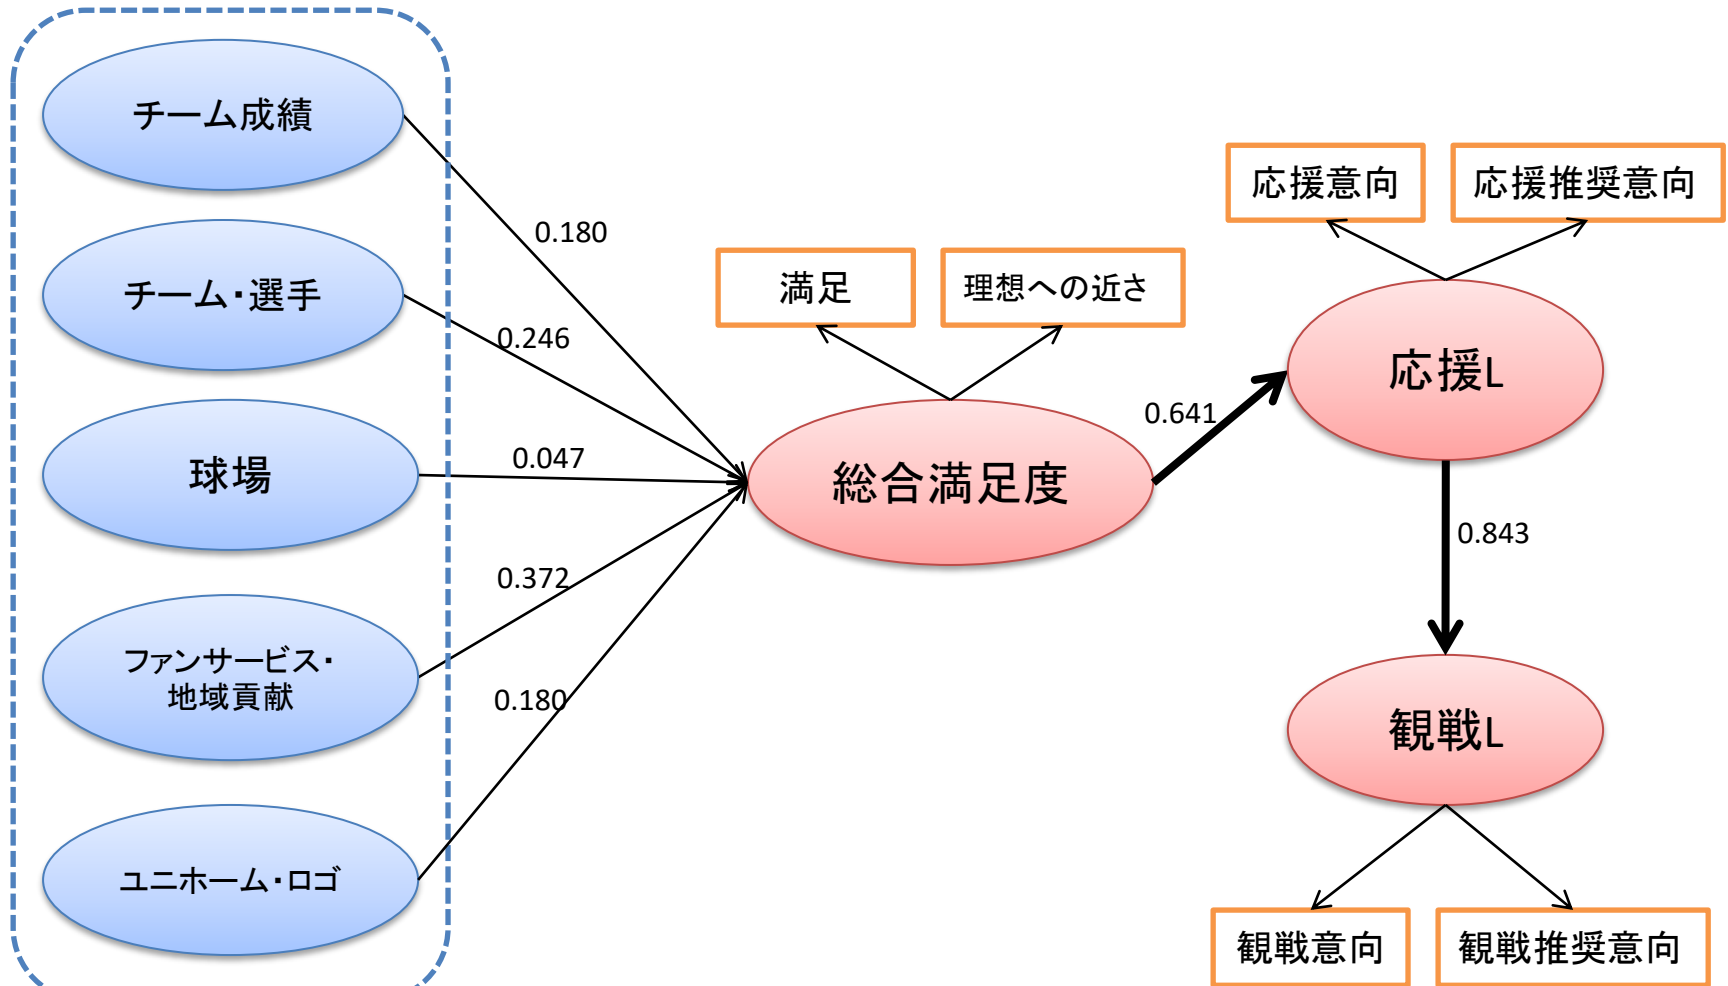 チーム成績
チーム・選手
球場
ファンサービス・
地域貢献
ユニホーム・ロゴ
0.180
0.246
0.047
0.372
0.180
満足
理想への近さ
総合満足度
0.641
応援意向
応援推奨意向
応援L
0.843
観戦L
観戦意向
観戦推奨意向